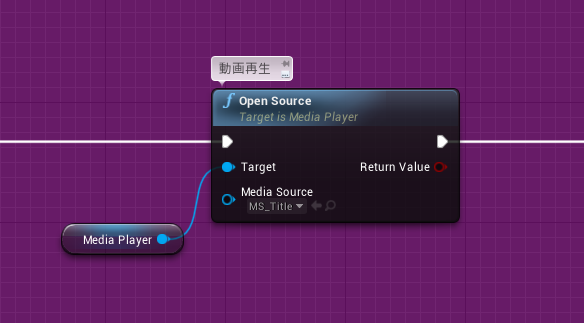 動画再生
f Open Source
Target is Media Player
Target
Return Value
Media Source
MS_Title
Media Player